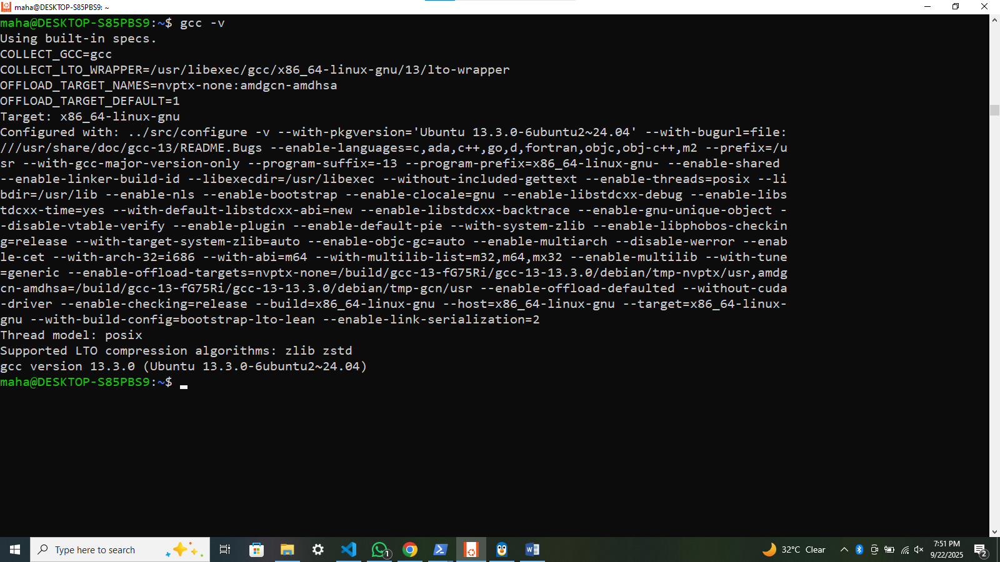 maha@DESKTOP-S85PBS9: ~
maha@DESKTOP-S85PBS9:~$ gcc -v
Using built-in specs.
COLLECT_GCC=gcc
COLLECT_LTO_WRAPPER=/usr/libexec/gcc/x86_64-linux-gnu/13/lto-wrapper
OFFLOAD_TARGET_NAMES=nvptx-none:amdgcn-amdhsa
OFFLOAD_TARGET_DEFAULT=1
Target: x86_64-linux-gnu
Configured with: ../src/configure -v --with-pkgversion='Ubuntu 13.3.0-6ubuntu2~24.04' --with-bugurl=file:
///usr/share/doc/gcc-13/README.Bugs --enable-languages=c,ada,c++,go,d,fortran,objc,obj-c++,m2 --prefix=/u
sr --with-gcc-major-version-only --program-suffix=-13 --program-prefix=x86_64-linux-gnu- --enable-shared
--enable-linker-build-id --libexecdir=/usr/libexec --without-included-gettext --enable-threads=posix --li
bdir=/usr/lib --enable-nls --enable-bootstrap --enable-clocale=gnu --enable-libstdcxx-debug --enable-libs
tdcxx-time=yes --with-default-libstdcxx-abi=new --enable-libstdcxx-backtrace --enable-gnu-unique-object -
-disable-vtable-verify --enable-plugin --enable-default-pie --with-system-zlib --enable-libphobos-checkin
g=release --with-target-system-zlib=auto --enable-objc-gc=auto --enable-multiarch --disable-werror --enab
le-cet --with-arch-32=i686 --with-abi=m64 --with-multilib-list=m32,m64,mx32 --enable-multilib --with-tune
=generic --enable-offload-targets=nvptx-none=/build/gcc-13-fG75Ri/gcc-13-13.3.0/debian/tmp-nvptx/usr,amdg
cn-amdhsa=/build/gcc-13-fG75Ri/gcc-13-13.3.0/debian/tmp-gcn/usr --enable-offload-defaulted --without-cuda
-driver --enable-checking=release --build=x86_64-linux-gnu --host=x86_64-linux-gnu --target=x86_64-linux-
gnu --with-build-config=bootstrap-lto-lean --enable-link-serialization=2
Thread model: posix
Supported LTO compression algorithms: zlib zstd
gcc version 13.3.0 (Ubuntu 13.3.0-6ubuntu2~24.04)
maha@DESKTOP-S85PBS9:~$
Type here to search
1
32°C Clear
7:51 PM
9/22/2025
2